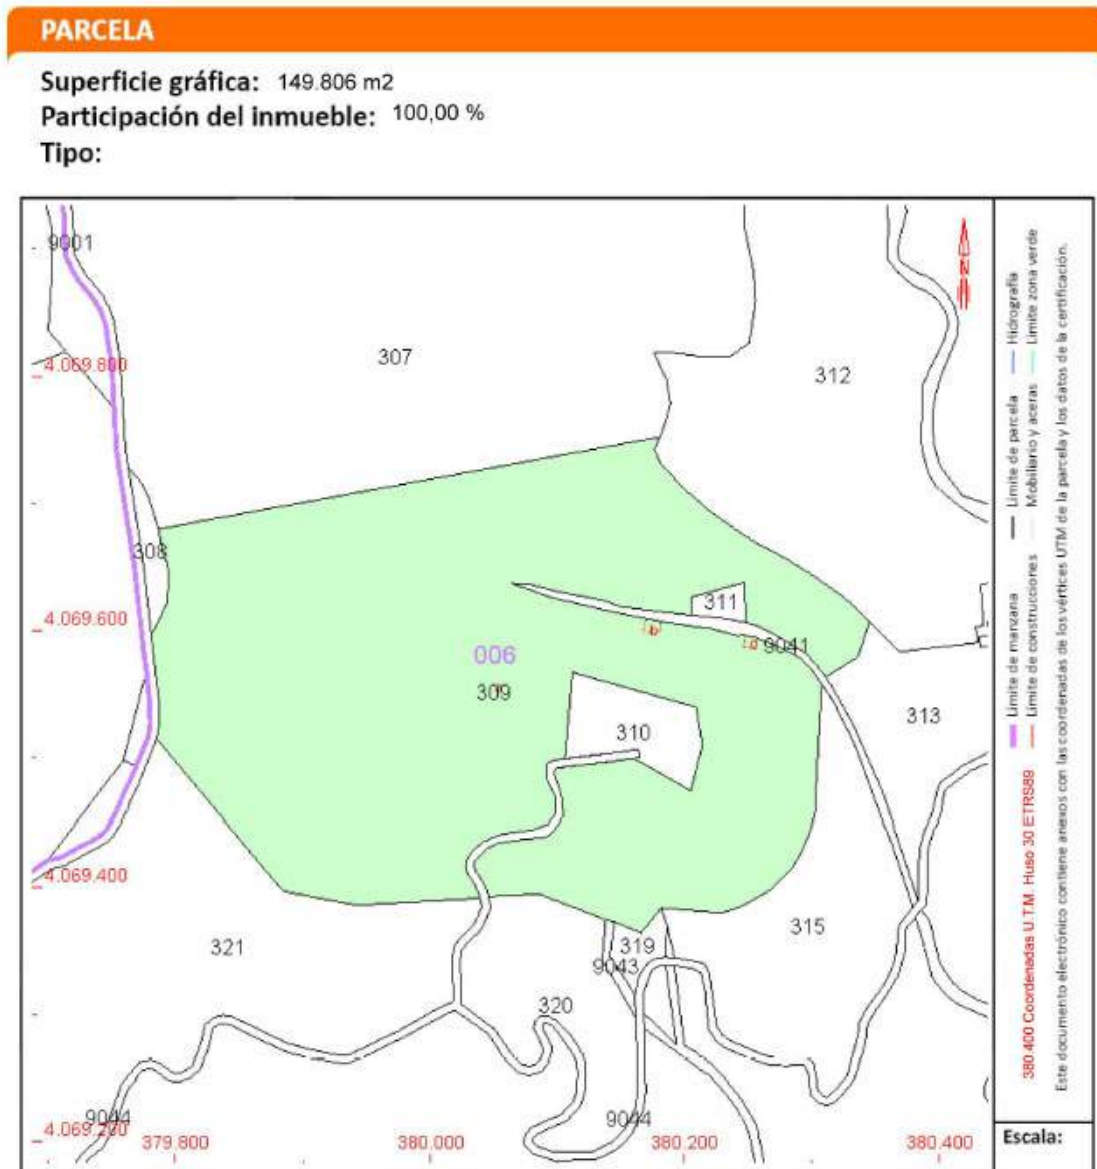 PARCELA
Superficie gráfica: 149.806 m2
Participación del inmueble: 100,00 %
Tipo:
9001
4.069.800
307
312
308
4.069.600
311
9041
006
309
310
313
4.069.400
321
319
9043
315
320
9044
9044
4.069.200
379.800
380.000
380.200
380.400
Límite de manzana
Límite de parcela
Hidrografía
Límite de construcciones
Mobiliario y aceras
Límite zona verde
380.400 Coordenadas U.T.M. Huso 30 ETRS89
Este documento electrónico contiene anexos con las coordenadas de los vértices UTM de la parcela y los datos de la certificación.
Escala: